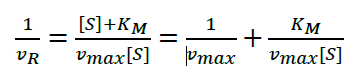 1/v_R = ([S]+K_M)/(v_max[S]) = 1/v_max + K_M/(v_max[S])